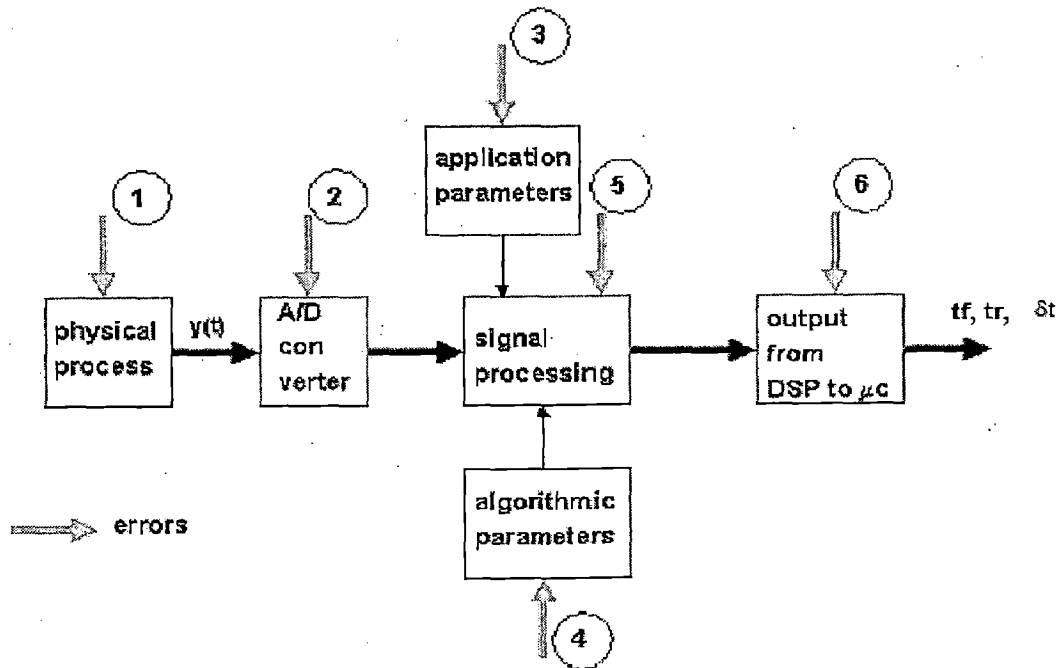 3
application
parameters
1
2
5
6
physical
process
y(t)
A/D
con
verter
signal
processing
output
from
DSP to μc
tf, tr, δt
algorithmic
parameters
errors
4